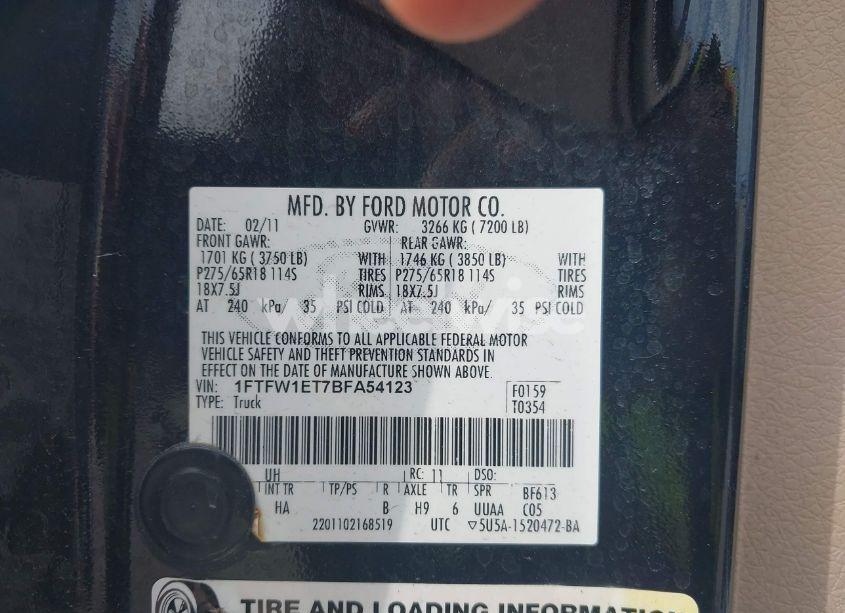 MFD. BY FORD MOTOR CO.
DATE: 02/11 GVWR: 3266 KG ( 7200 LB)
FRONT GAWR: REAR GAWR:
1701 KG ( 3750 LB) WITH 1746 KG ( 3850 LB) WITH
P275/65R18 114S TIRES P275/65R18 114S TIRES
18X7.5J RIMS 18X7.5J RIMS
AT 240 kPa/ 35 PSI COLD AT 240 kPa/ 35 PSI COLD
wheelwise
THIS VEHICLE CONFORMS TO ALL APPLICABLE FEDERAL MOTOR
VEHICLE SAFETY AND THEFT PREVENTION STANDARDS IN
EFFECT ON THE DATE OF MANUFACTURE SHOWN ABOVE.
VIN: 1FTFW1ET7BFA54123 F0159
TYPE: Truck T0354
UH RC: 11 DSO:
INT TR TP/PS R AXLE TR SPR BF613
HA B H9 6 UUAA C05
2201102168519 UTC ▽5U5A-1520472-BA
TIRE AND LOADING INFORMATION